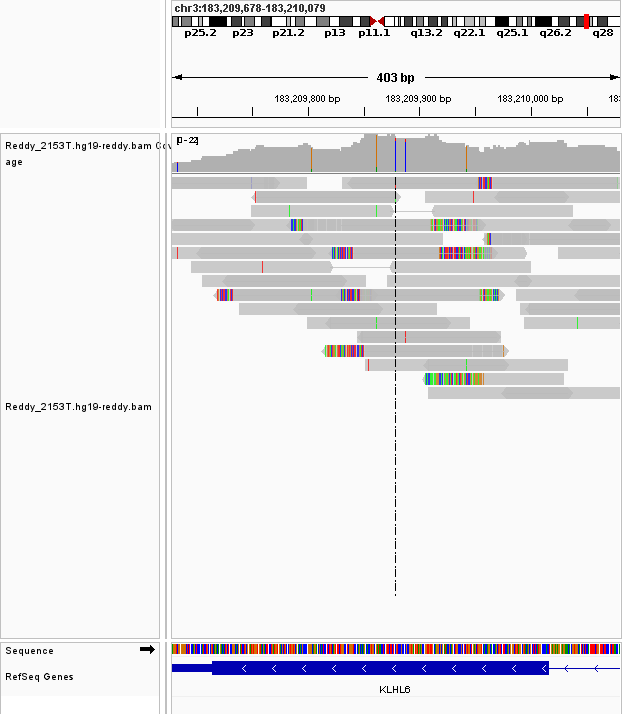 chr3:183,209,678-183,210,079
p25.2 p23 p21.2 p13 p11.1 q13.2 q22.1 q25.1 q26.2 q28
403 bp
183,209,800 bp 183,209,900 bp 183,210,000 bp 183
Reddy_2153T.hg19-reddy.bam Cov
age
[0 - 22]
Reddy_2153T.hg19-reddy.bam
Sequence
RefSeq Genes
KLHL6